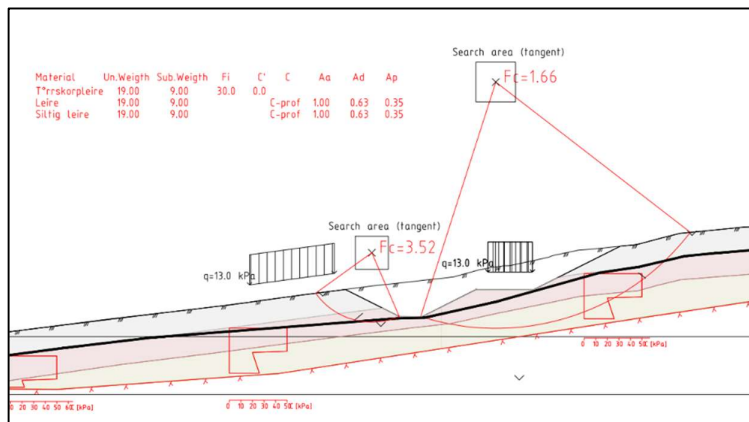 Search area (tangent)
Fc=1.66
Material Un.Weigth Sub.Weigth Fi C' C Aa Ad Ap
T*rrskorpleire 19.00 9.00 30.0 0.0
Leire 19.00 9.00 C-prof 1.00 0.63 0.35
Siltig leire 19.00 9.00 C-prof 1.00 0.63 0.35
Search area (tangent)
Fc=3.52
q=13.0 kPa
q=13.0 kPa
0 10 20 30 40 50C [kPa]
10 20 30 40 50 60 [kPa]
0 10 20 30 40 50C [kPa]